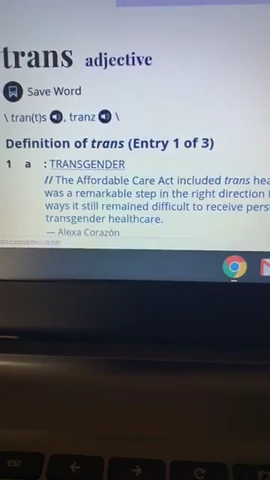 trans adjective
Save Word
\ tran(t)s , tranz \
Definition of trans (Entry 1 of 3)
1 a : TRANSGENDER
// The Affordable Care Act included trans hea
was a remarkable step in the right direction
ways it still remained difficult to receive pers
transgender healthcare.
— Alexa Corazón
esc